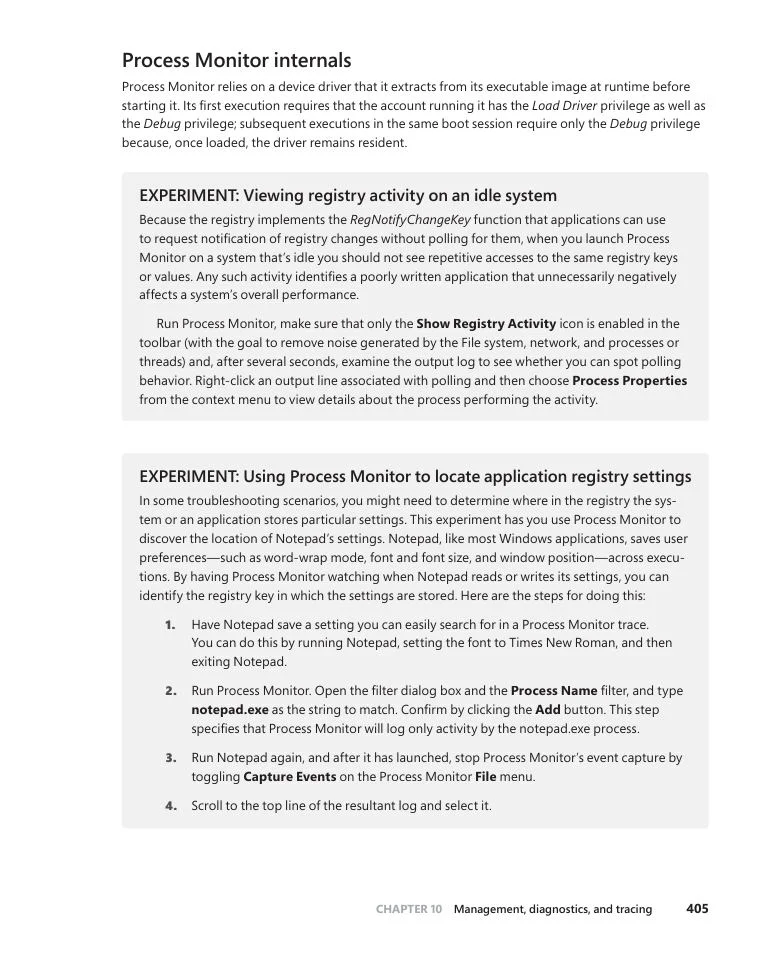 Process Monitor internals
Process Monitor relies on a device driver that it extracts from its executable image at runtime before
starting it. Its first execution requires that the account running it has the Load Driver privilege as well as
the Debug privilege; subsequent executions in the same boot session require only the Debug privilege
because, once loaded, the driver remains resident.
EXPERIMENT: Viewing registry activity on an idle system
Because the registry implements the RegNotifyChangeKey function that applications can use
to request notification of registry changes without polling for them, when you launch Process
Monitor on a system that’s idle you should not see repetitive accesses to the same registry keys
or values. Any such activity identifies a poorly written application that unnecessarily negatively
affects a system’s overall performance.
Run Process Monitor, make sure that only the Show Registry Activity icon is enabled in the
toolbar (with the goal to remove noise generated by the File system, network, and processes or
threads) and, after several seconds, examine the output log to see whether you can spot polling
behavior. Right-click an output line associated with polling and then choose Process Properties
from the context menu to view details about the process performing the activity.
EXPERIMENT: Using Process Monitor to locate application registry settings
In some troubleshooting scenarios, you might need to determine where in the registry the sys-
tem or an application stores particular settings. This experiment has you use Process Monitor to
discover the location of Notepad’s settings. Notepad, like most Windows applications, saves user
preferences—such as word-wrap mode, font and font size, and window position—across execu-
tions. By having Process Monitor watching when Notepad reads or writes its settings, you can
identify the registry key in which the settings are stored. Here are the steps for doing this:
1. Have Notepad save a setting you can easily search for in a Process Monitor trace.
You can do this by running Notepad, setting the font to Times New Roman, and then
exiting Notepad.
2. Run Process Monitor. Open the filter dialog box and the Process Name filter, and type
notepad.exe as the string to match. Confirm by clicking the Add button. This step
specifies that Process Monitor will log only activity by the notepad.exe process.
3. Run Notepad again, and after it has launched, stop Process Monitor’s event capture by
toggling Capture Events on the Process Monitor File menu.
4. Scroll to the top line of the resultant log and select it.
CHAPTER 10 Management, diagnostics, and tracing 405